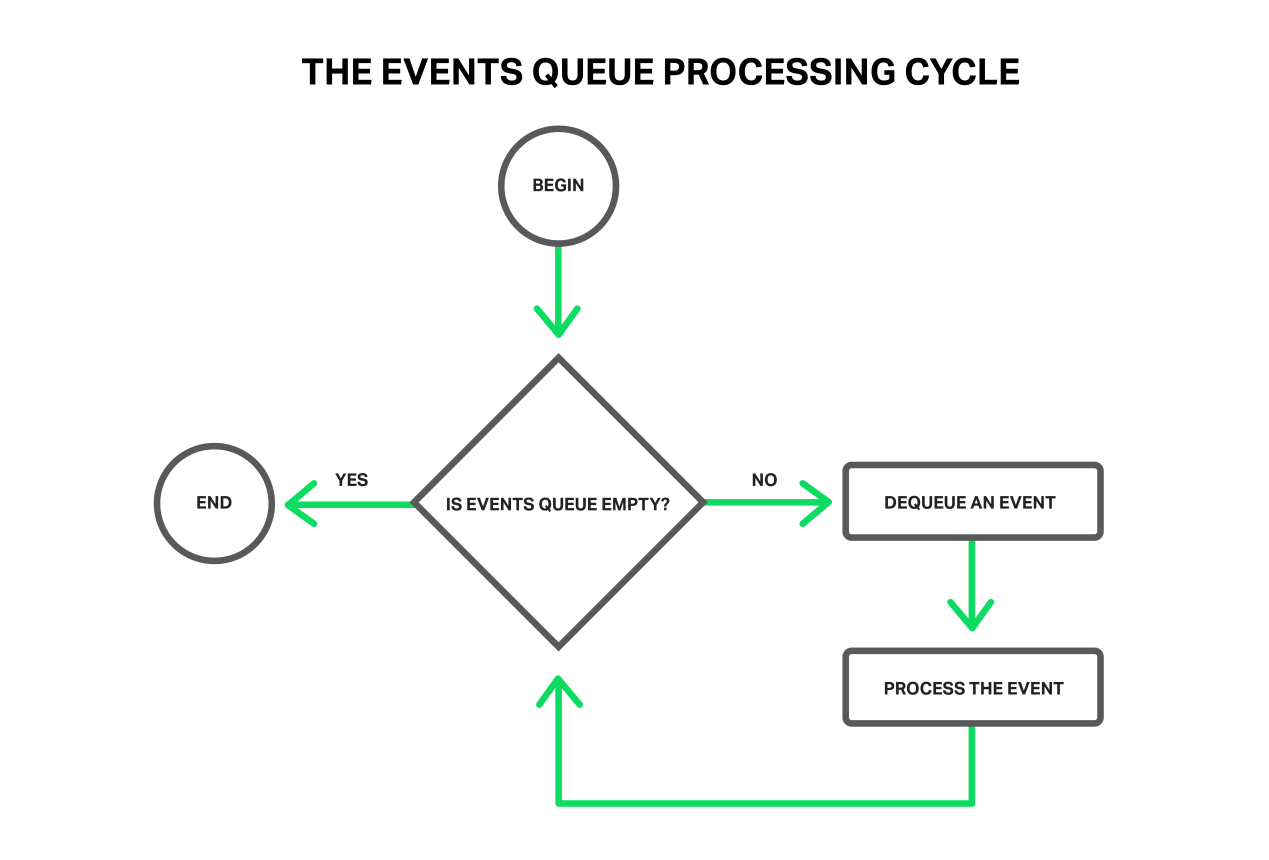 THE EVENTS QUEUE PROCESSING CYCLE
BEGIN
END
YES
IS EVENTS QUEUE EMPTY?
NO
DEQUEUE AN EVENT
PROCESS THE EVENT